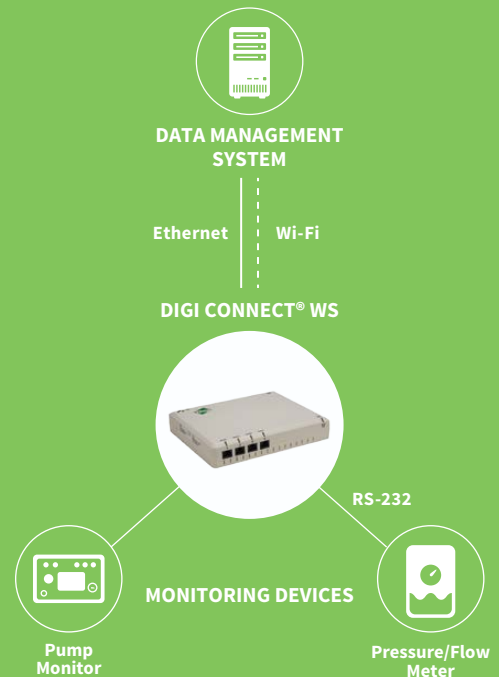 DATA MANAGEMENT
SYSTEM
Ethernet
Wi-Fi
DIGI CONNECT® WS
RS-232
MONITORING DEVICES
Pump
Monitor
Pressure/Flow
Meter